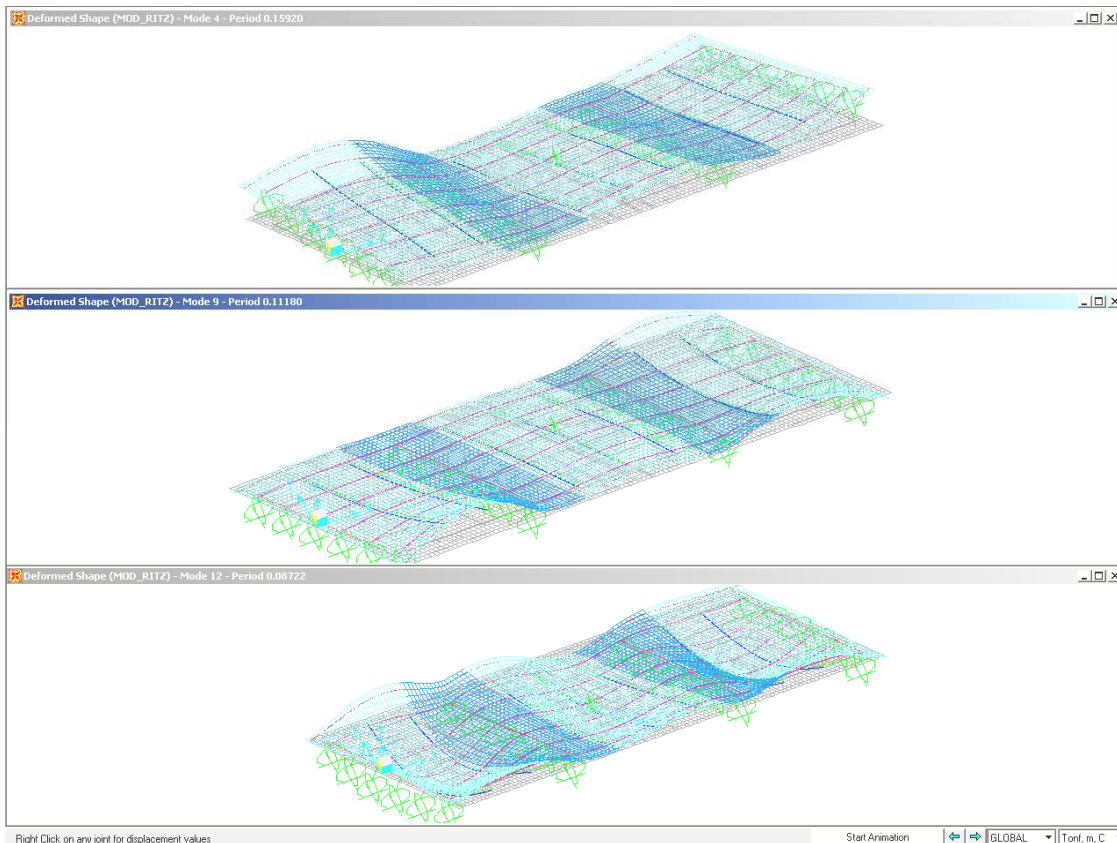 Deformed Shape (MOD_RITZ) - Mode 4 - Period 0.15920
Deformed Shape (MOD_RITZ) - Mode 9 - Period 0.11180
Deformed Shape (MOD_RITZ) - Mode 12 - Period 0.08722
Right Click on any joint for displacement values Start Animation GLOBAL Tonf, m, C